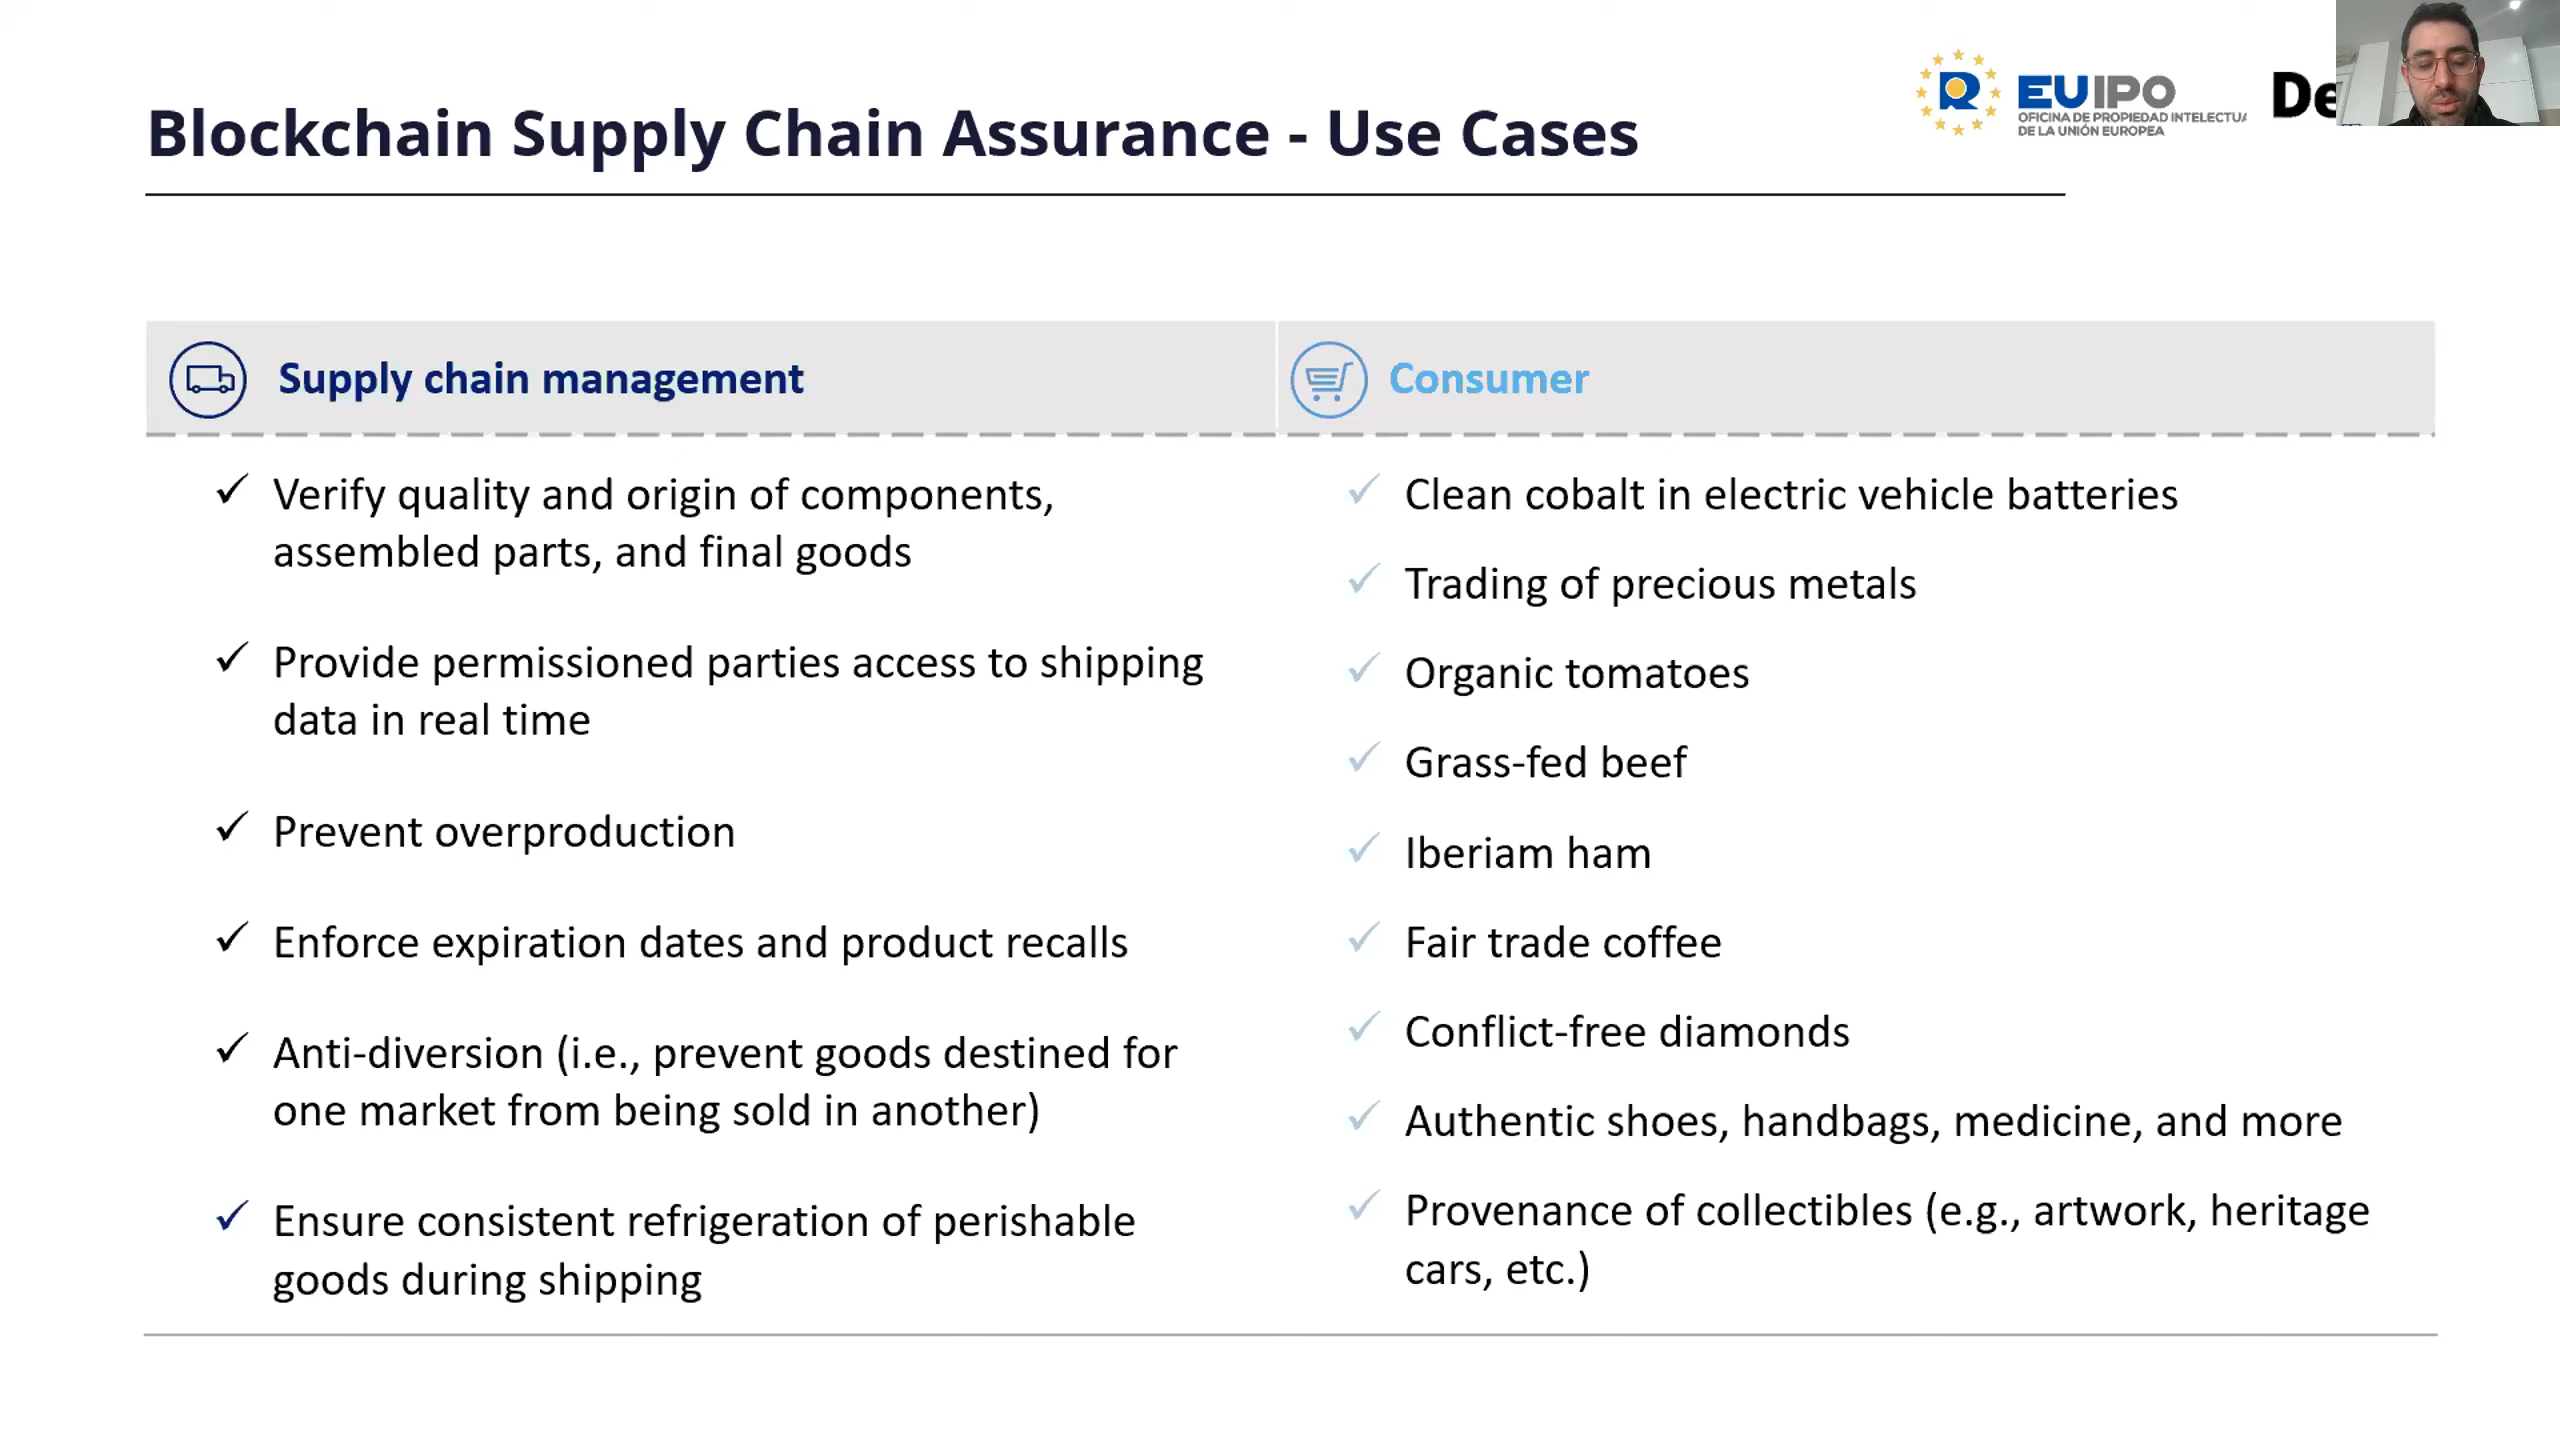 Blockchain Supply Chain Assurance - Use Cases
EUIPO
OFICINA DE PROPIEDAD INTELECTUA
DE LA UNIÓN EUROPEA
De
Supply chain management
Verify quality and origin of components,
assembled parts, and final goods
Provide permissioned parties access to shipping
data in real time
Prevent overproduction
Enforce expiration dates and product recalls
Anti-diversion (i.e., prevent goods destined for
one market from being sold in another)
Ensure consistent refrigeration of perishable
goods during shipping
Consumer
Clean cobalt in electric vehicle batteries
Trading of precious metals
Organic tomatoes
Grass-fed beef
Iberiam ham
Fair trade coffee
Conflict-free diamonds
Authentic shoes, handbags, medicine, and more
Provenance of collectibles (e.g., artwork, heritage
cars, etc.)